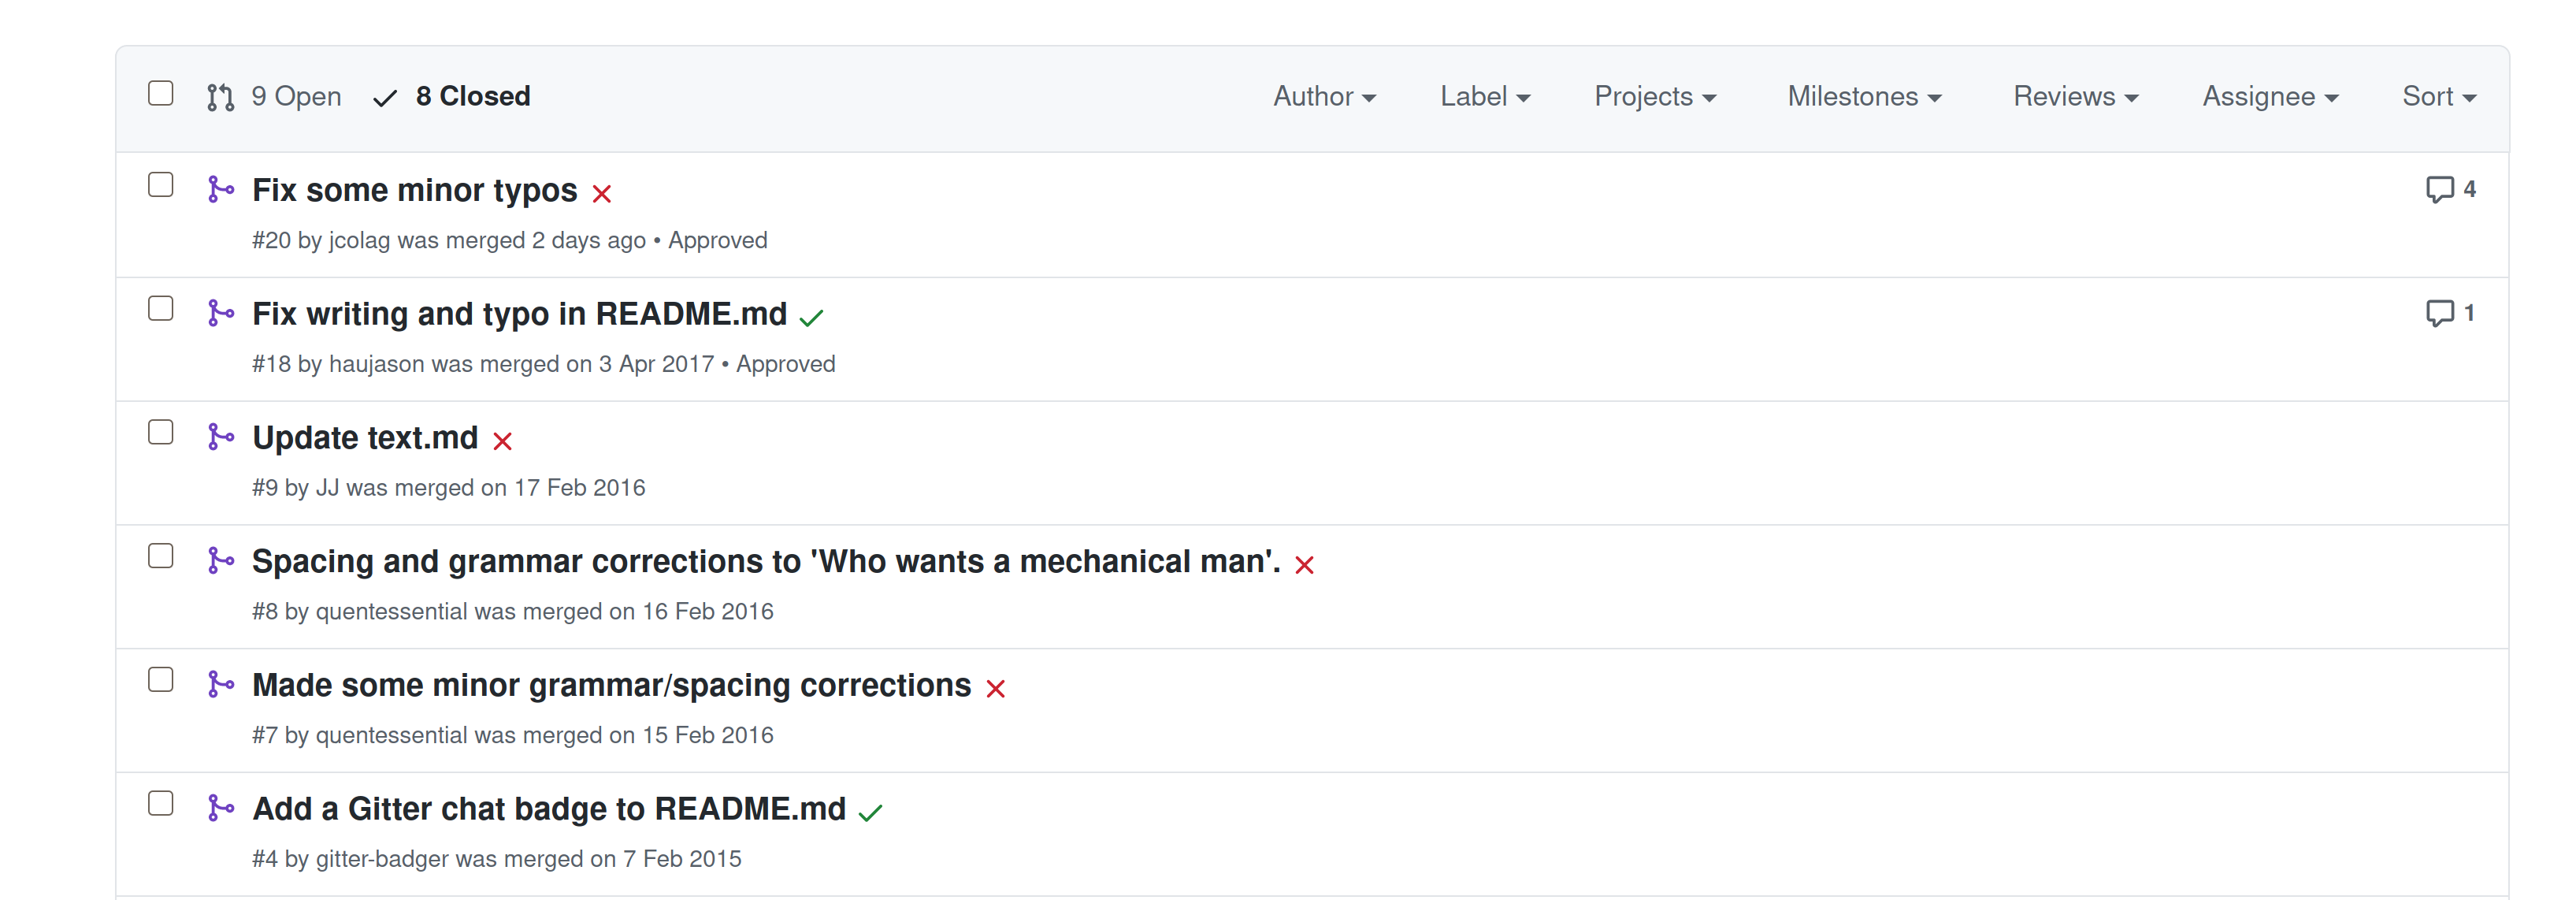 9 Open 8 Closed Author Label Projects Milestones Reviews Assignee Sort
Fix some minor typos 4
#20 by jcolag was merged 2 days ago • Approved
Fix writing and typo in README.md 1
#18 by haujason was merged on 3 Apr 2017 • Approved
Update text.md
#9 by JJ was merged on 17 Feb 2016
Spacing and grammar corrections to 'Who wants a mechanical man'.
#8 by quentessential was merged on 16 Feb 2016
Made some minor grammar/spacing corrections
#7 by quentessential was merged on 15 Feb 2016
Add a Gitter chat badge to README.md
#4 by gitter-badger was merged on 7 Feb 2015